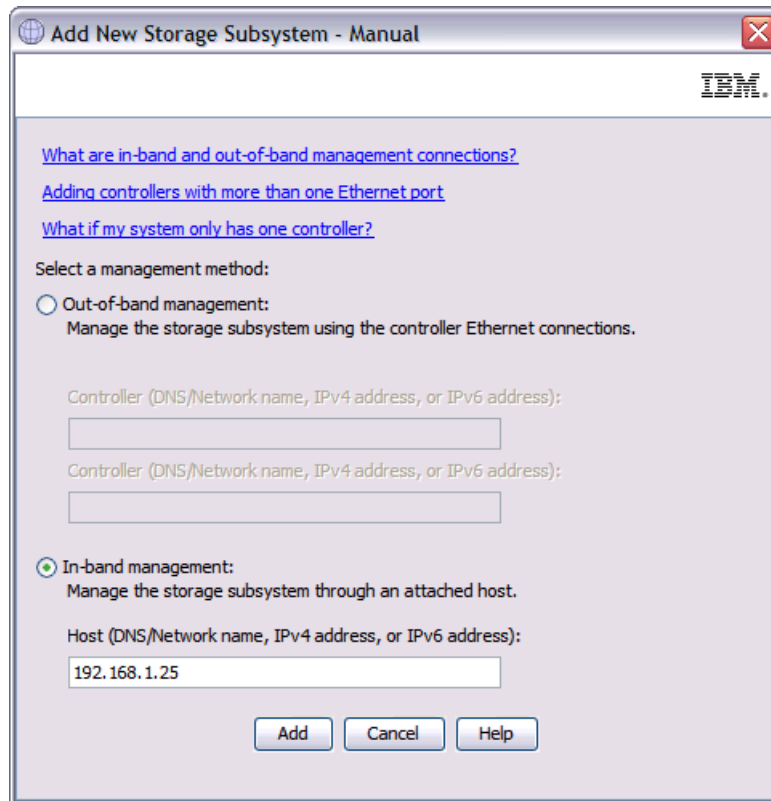 Add New Storage Subsystem - Manual
IBM.
What are in-band and out-of-band management connections?
Adding controllers with more than one Ethernet port
What if my system only has one controller?
Select a management method:
Out-of-band management:
Manage the storage subsystem using the controller Ethernet connections.
Controller (DNS/Network name, IPv4 address, or IPv6 address):
Controller (DNS/Network name, IPv4 address, or IPv6 address):
In-band management:
Manage the storage subsystem through an attached host.
Host (DNS/Network name, IPv4 address, or IPv6 address):
192.168.1.25
Add Cancel Help